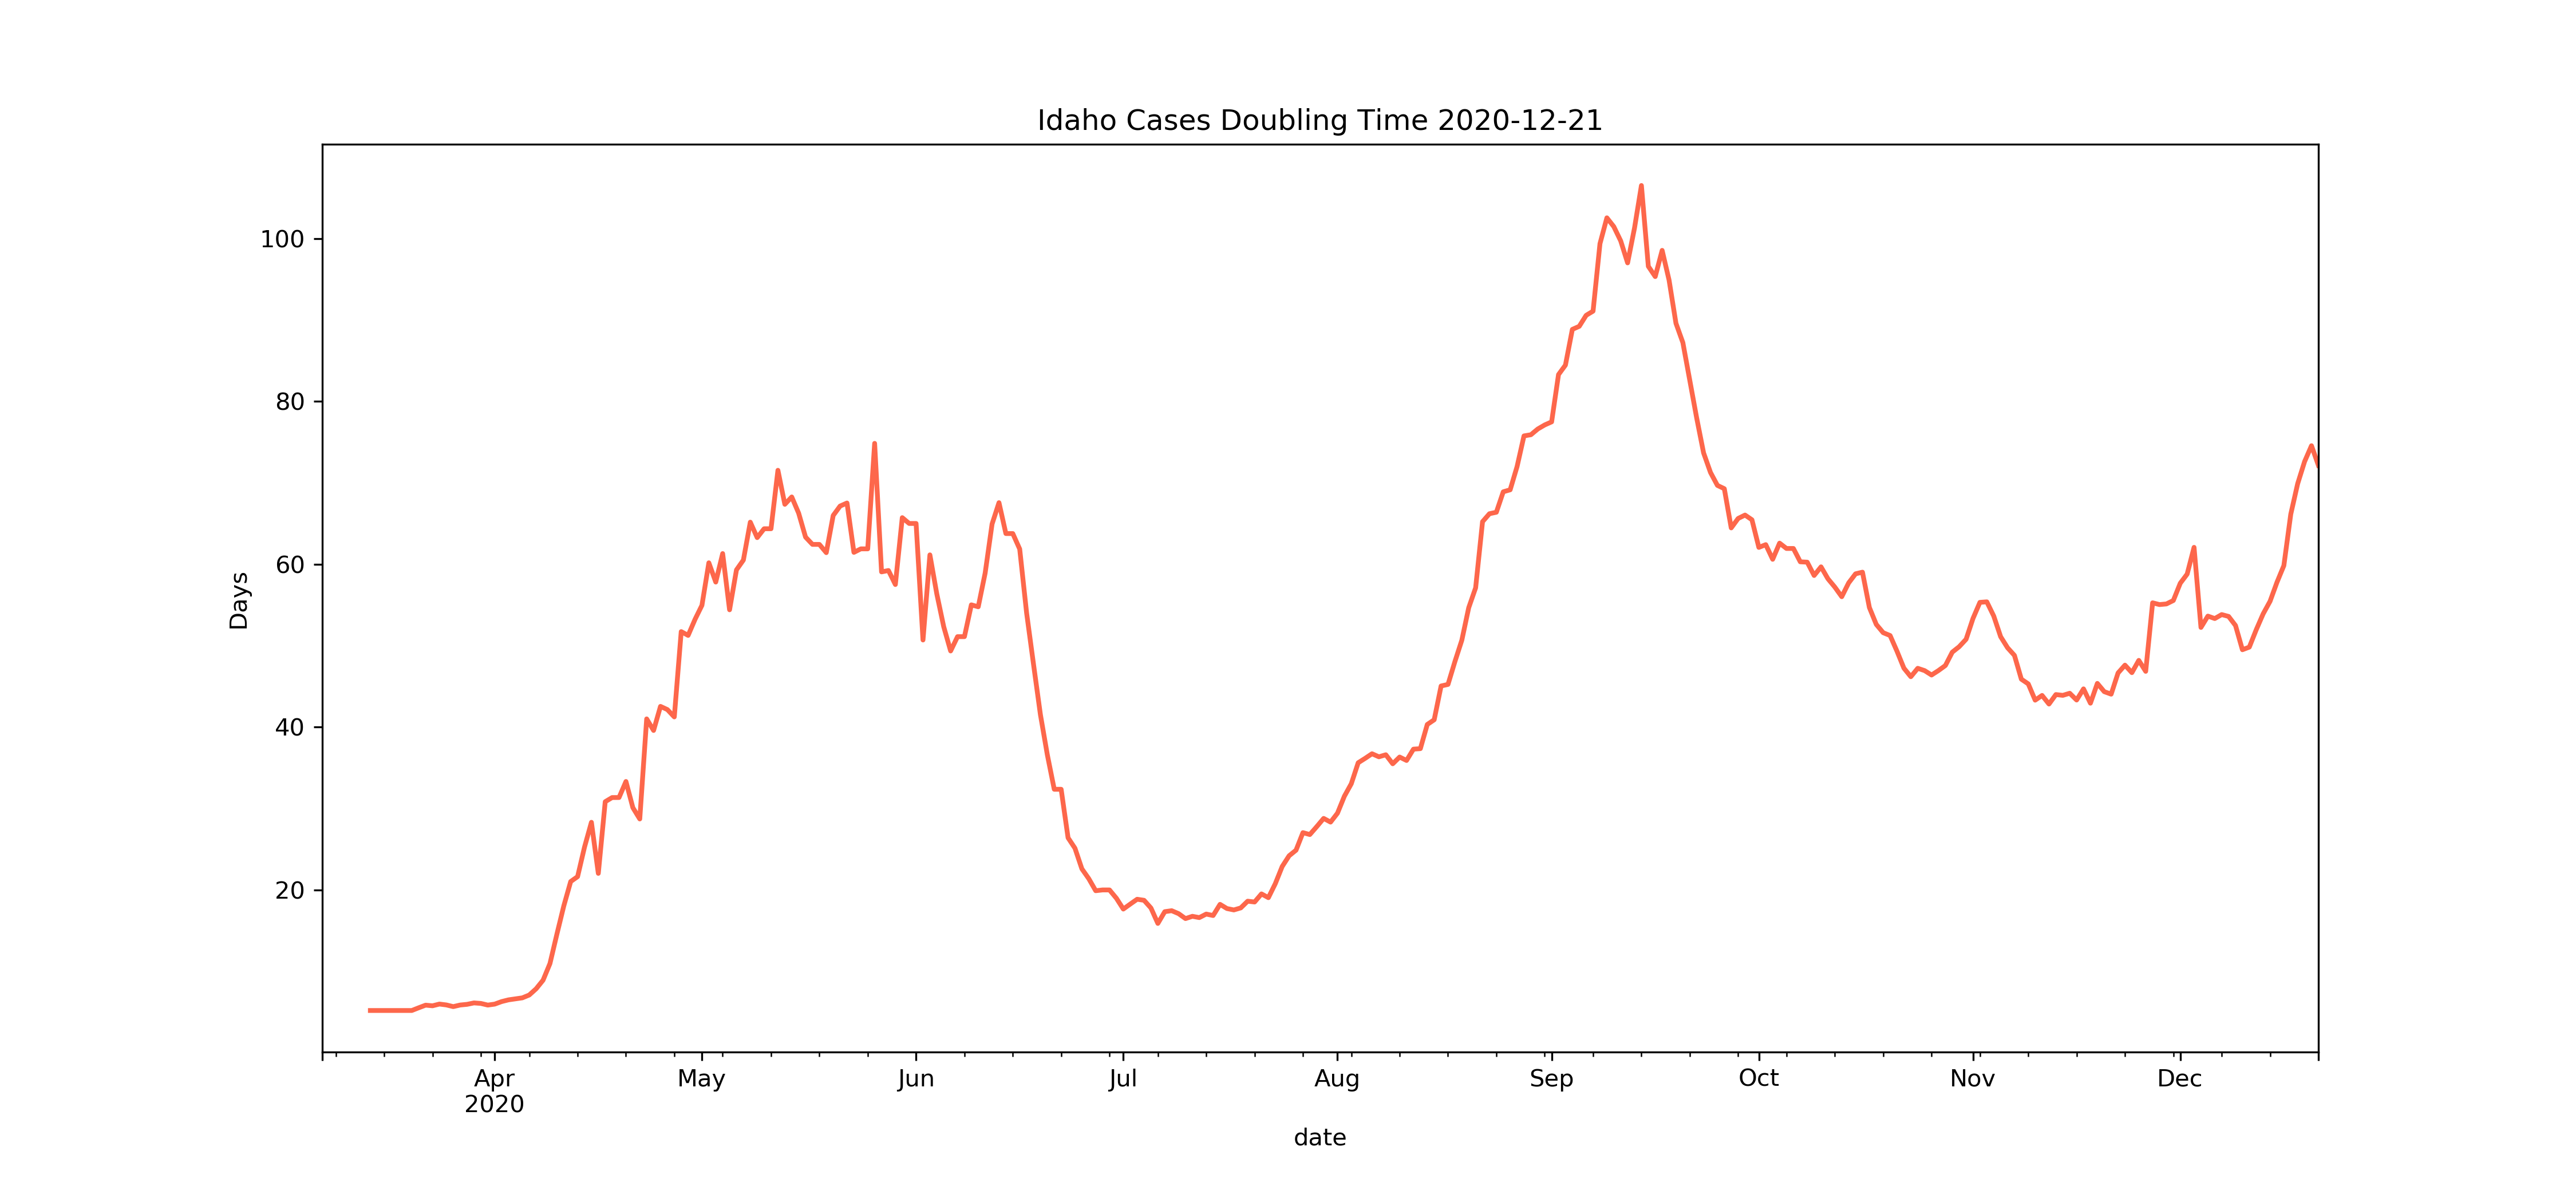 Idaho Cases Doubling Time 2020-12-21
100
80
60
40
20
Days
Apr May Jun Jul Aug Sep Oct Nov Dec
2020
date